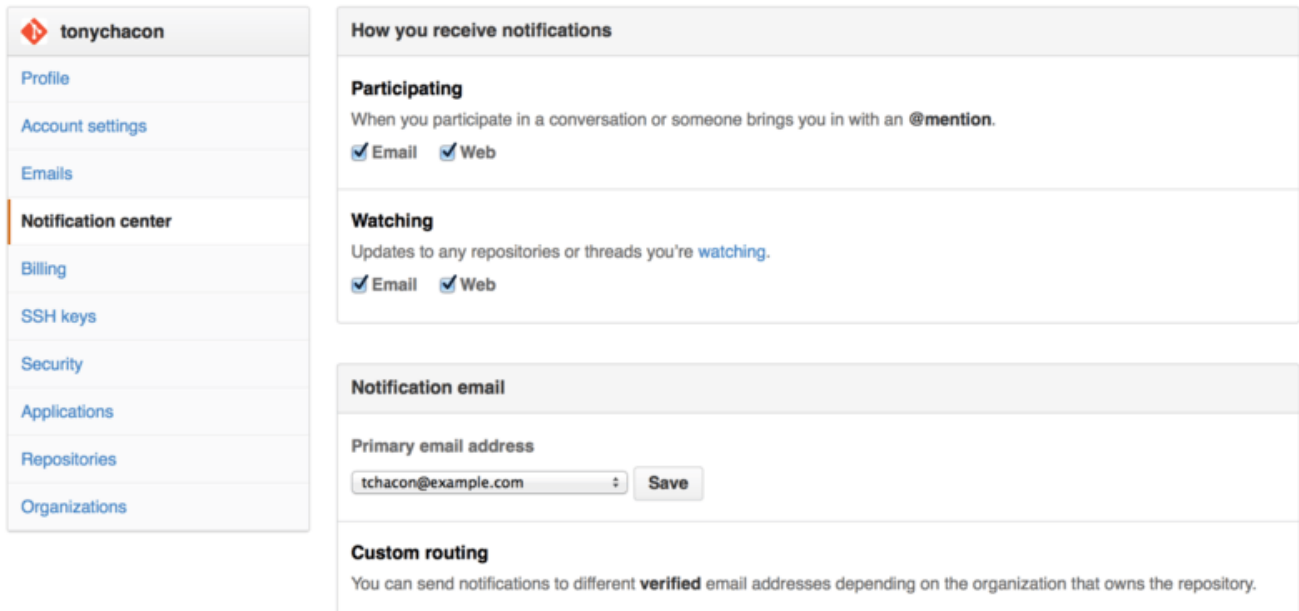 tonychacon
Profile
Account settings
Emails
Notification center
Billing
SSH keys
Security
Applications
Repositories
Organizations
How you receive notifications
Participating
When you participate in a conversation or someone brings you in with an @mention.
Email Web
Watching
Updates to any repositories or threads you're watching.
Email Web
Notification email
Primary email address
tchacon@example.com Save
Custom routing
You can send notifications to different verified email addresses depending on the organization that owns the repository.